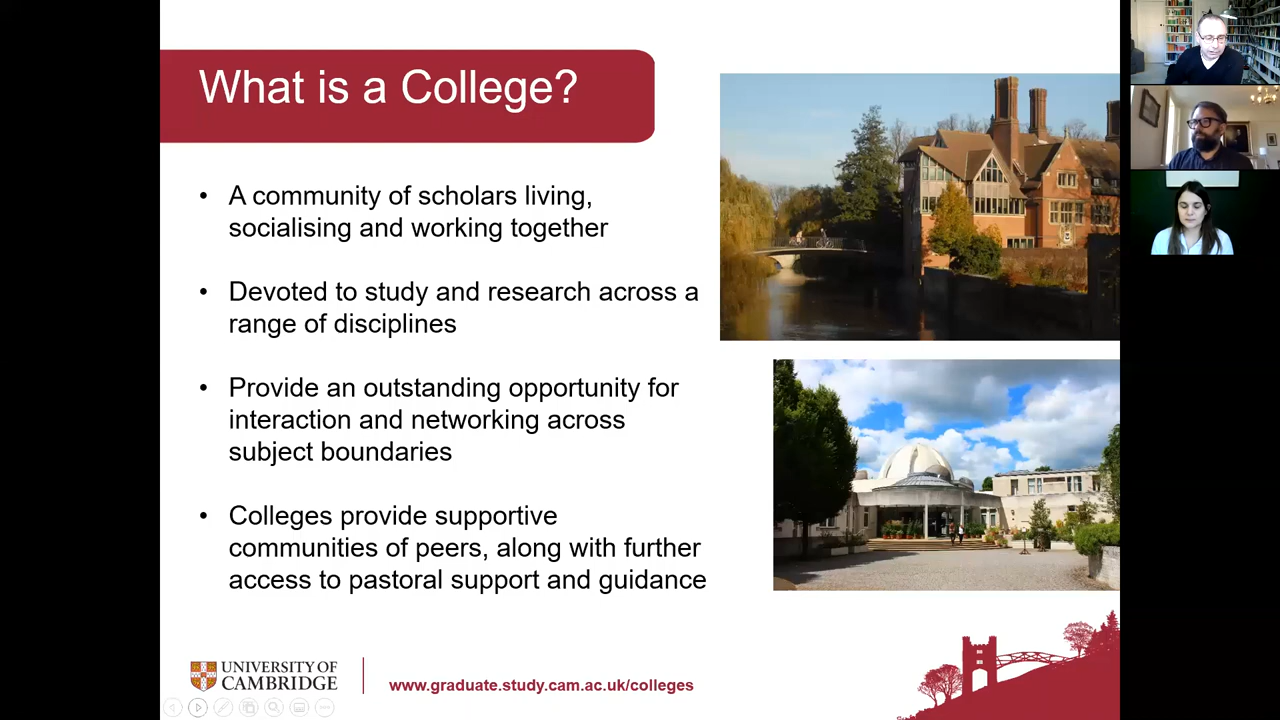 What is a College?
• A community of scholars living,
socialising and working together
• Devoted to study and research across a
range of disciplines
• Provide an outstanding opportunity for
interaction and networking across
subject boundaries
• Colleges provide supportive
communities of peers, along with further
access to pastoral support and guidance
UNIVERSITY OF
CAMBRIDGE
www.graduate.study.cam.ac.uk/colleges